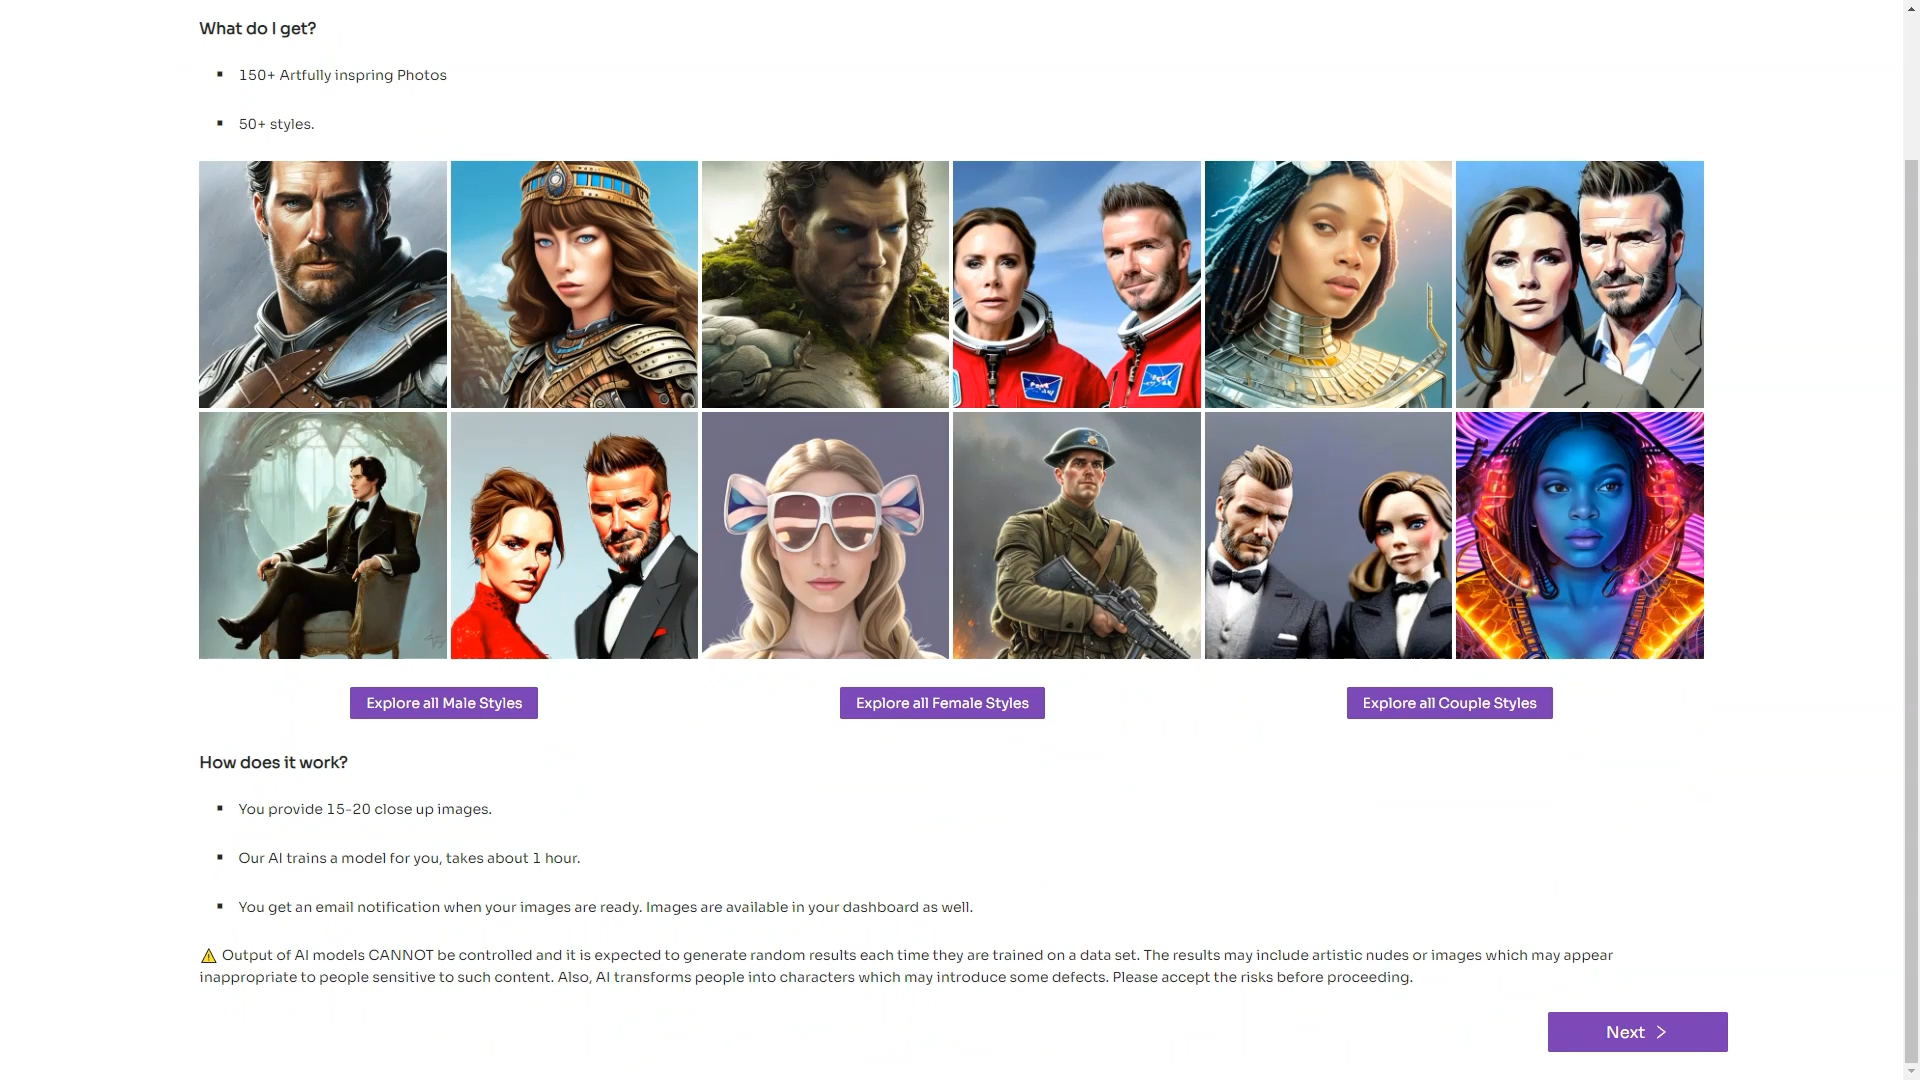 What do I get?
150+ Artfully inspring Photos
50+ styles.
Explore all Male Styles
Explore all Female Styles
Explore all Couple Styles
How does it work?
You provide 15-20 close up images.
Our AI trains a model for you, takes about 1 hour.
You get an email notification when your images are ready. Images are available in your dashboard as well.
⚠ Output of AI models CANNOT be controlled and it is expected to generate random results each time they are trained on a data set. The results may include artistic nudes or images which may appear
inappropriate to people sensitive to such content. Also, AI transforms people into characters which may introduce some defects. Please accept the risks before proceeding.
Next